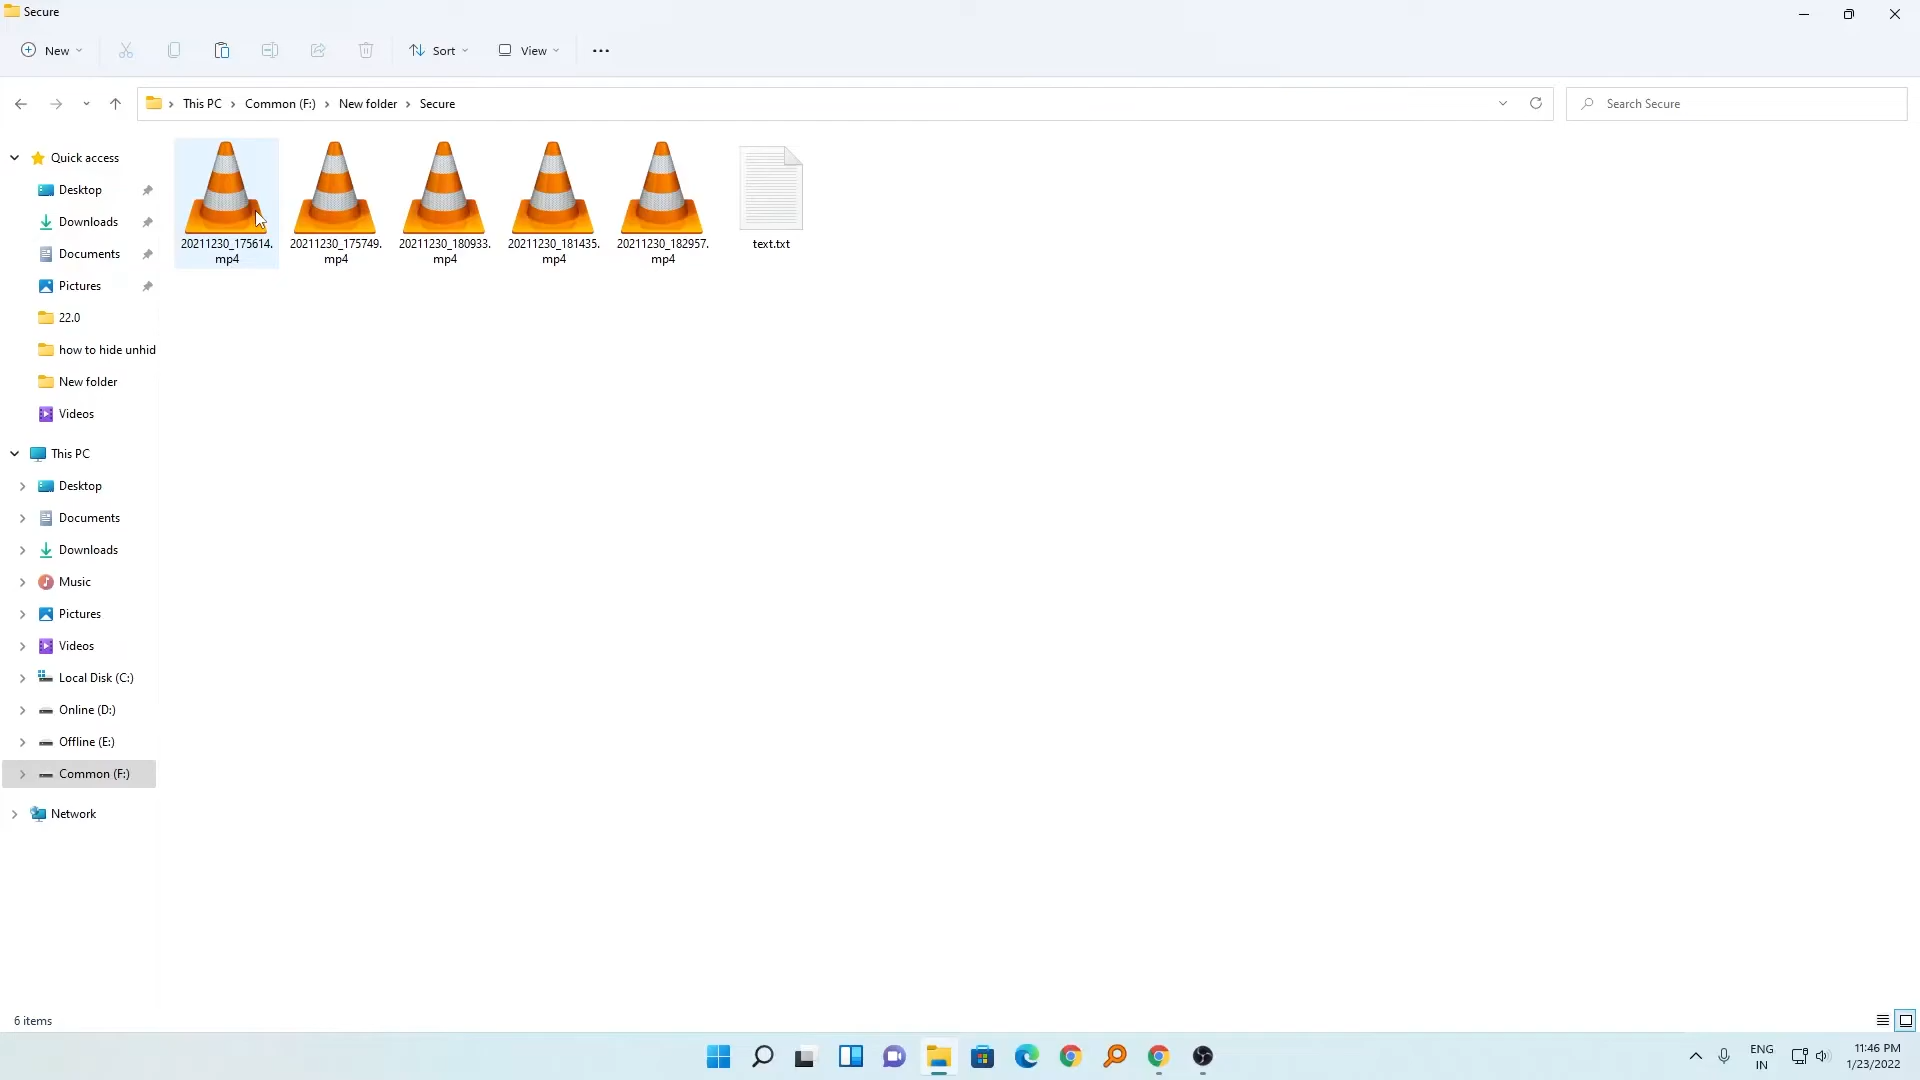 Secure
New
Sort
View
This PC
Common (F:)
New folder
Secure
Search Secure
Quick access
Desktop
Downloads
Documents
Pictures
22.0
how to hide unhid
New folder
Videos
This PC
Desktop
Documents
Downloads
Music
Pictures
Videos
Local Disk (C:)
Online (D:)
Offline (E:)
Common (F:)
Network
20211230_175614.
mp4
20211230_175749.
mp4
20211230_180933.
mp4
20211230_181435.
mp4
20211230_182957.
mp4
text.txt
6 items
ENG
IN
11:46 PM
1/23/2022